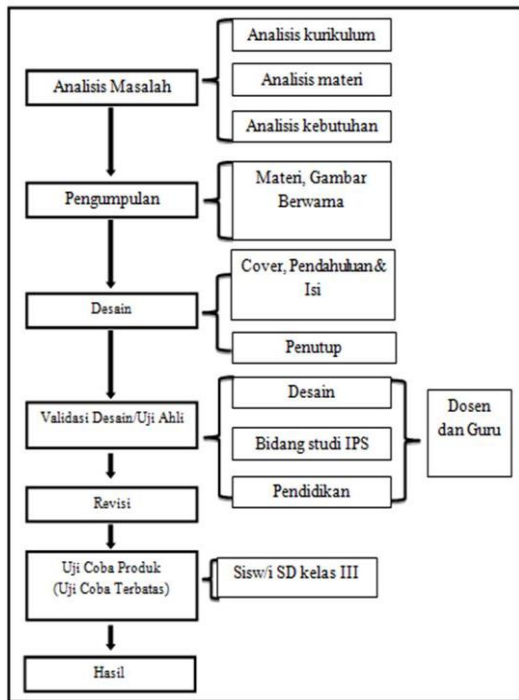 Analisis kurikulum
Analisis Masalah
Analisis materi
Analisis kebutuhan
Pengumpulan
Materi, Gambar
Berwarna
Desain
Cover, Pendahuluan&
Isi
Penutup
Validasi Desain/Uji Ahli
Desain
Bidang studi IPS
Pendidikan
Dosen
dan Guru
Revisi
Uji Coba Produk
(Uji Coba Terbatas)
Sisw/i SD kelas III
Hasil